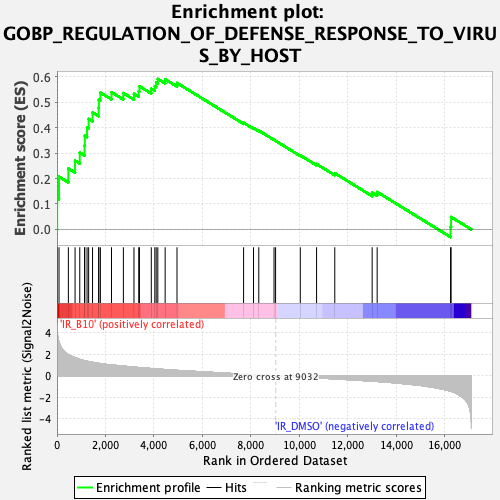 Enrichment plot:
GOBP_REGULATION_OF_DEFENSE_RESPONSE_TO_VIRU
S_BY_HOST
Enrichment score (ES)
0.6
0.5
0.4
0.3
0.2
0.1
0.0
'IR_B10' (positively correlated)
Ranked list metric (Signal2Noise)
4
2
0
-2
-4
Zero cross at 9032
'IR_DMSO' (negatively correlated)
0
2,000
4,000
6,000
8,000
10,000
12,000
14,000
16,000
Rank in Ordered Dataset
Enrichment profile
Hits
Ranking metric scores